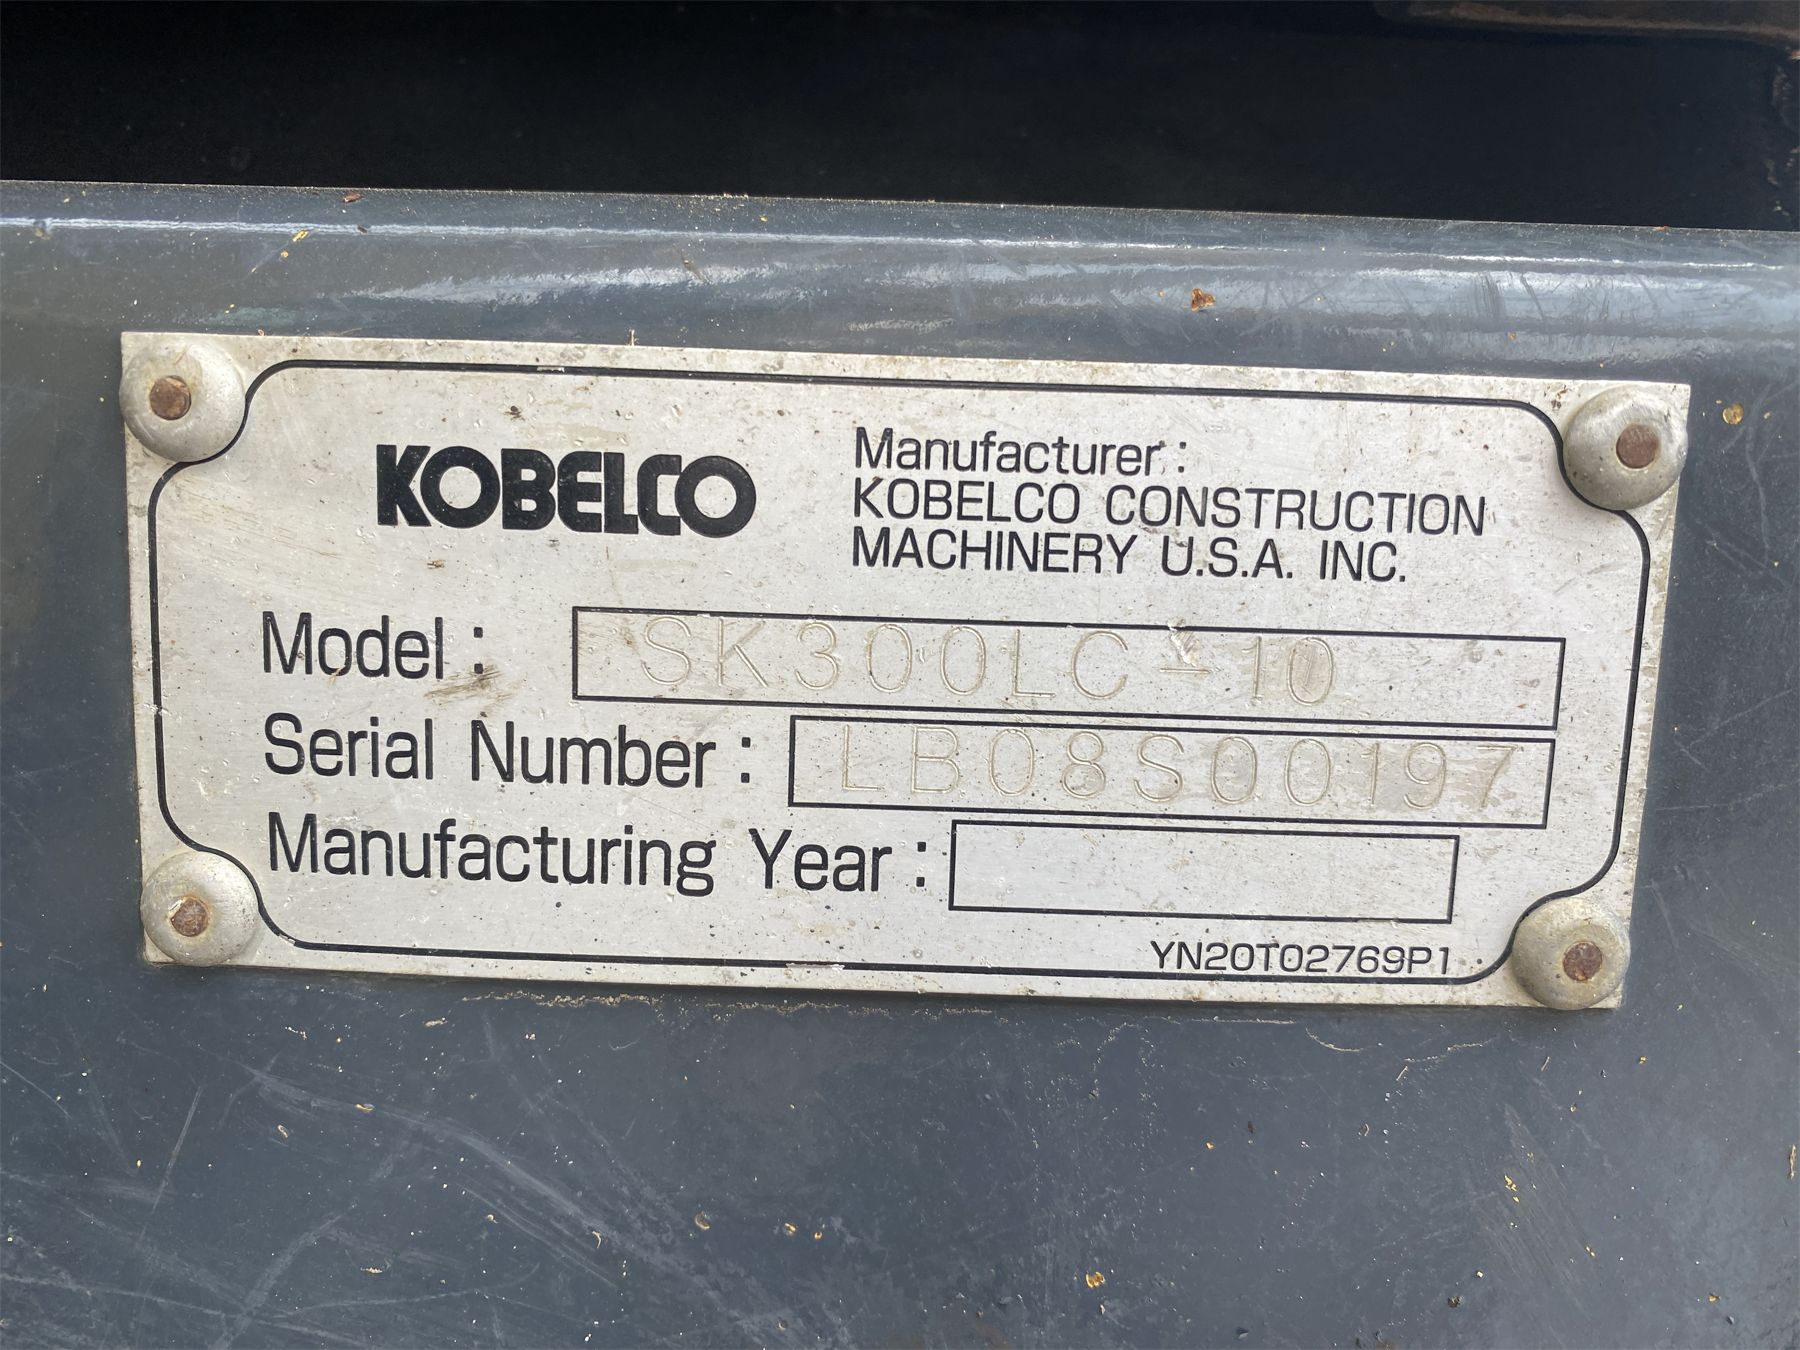 KOBELCO
Manufacturer:
KOBELCO CONSTRUCTION
MACHINERY U.S.A. INC.
Model: SK300LC-10
Serial Number: LB08S00197
Manufacturing Year:
YN20T02769P1